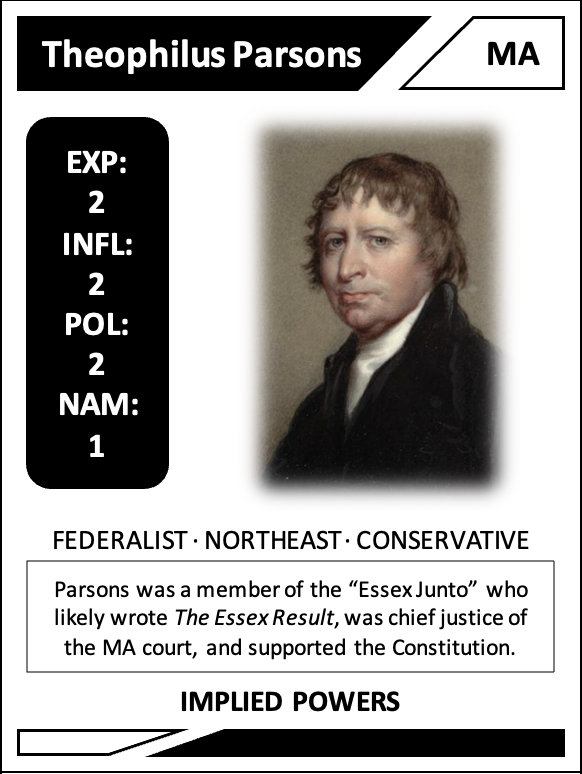 Theophilus Parsons
MA
EXP:
2
INFL:
2
POL:
2
NAM:
1
FEDERALIST · NORTHEAST · CONSERVATIVE
Parsons was a member of the “Essex Junto” who
likely wrote The Essex Result, was chief justice of
the MA court, and supported the Constitution.
IMPLIED POWERS